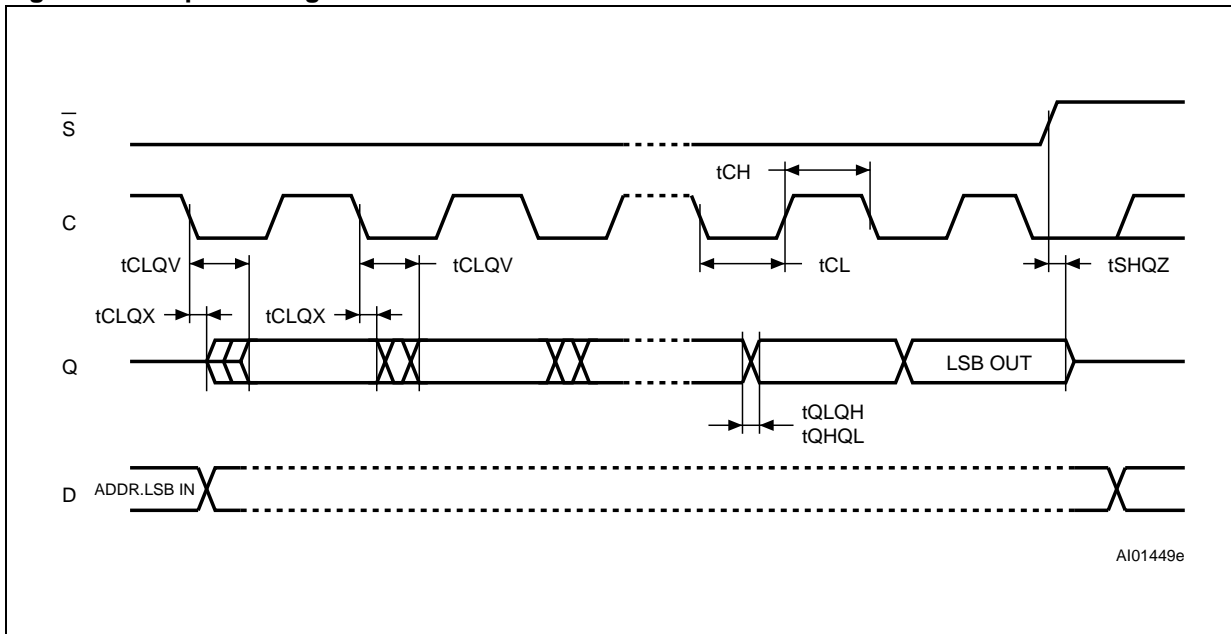 S
tCH
C
tCLQV
tCLQV
tCL
tSHQZ
tCLQX
tCLQX
Q
LSB OUT
tQLQH
tQHQL
D
ADDR.LSB IN
AI01449e